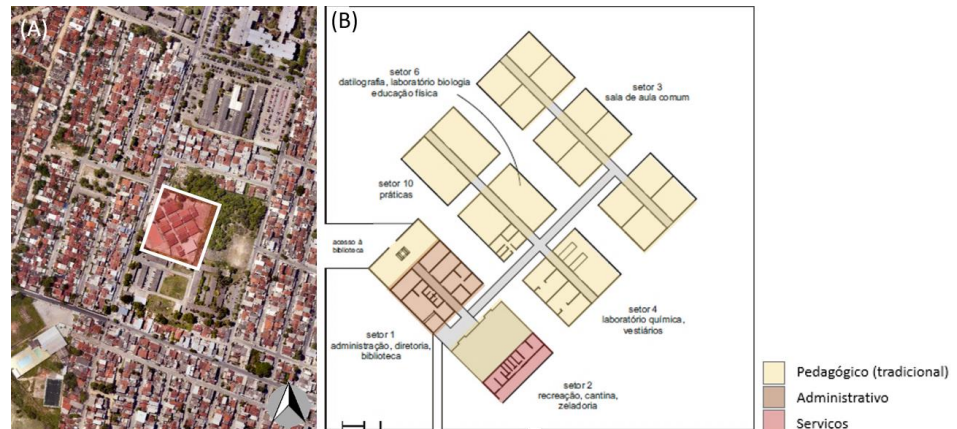 (A)
(B)
setor 6
datilografia, laboratório biologia
educação física
setor 3
sala de aula comum
setor 10
práticas
acesso à
biblioteca
setor 4
laboratório química,
vestiários
setor 1
administração, diretoria,
biblioteca
setor 2
recreação, cantina,
zeladoria
Pedagógico (tradicional)
Administrativo
Serviços